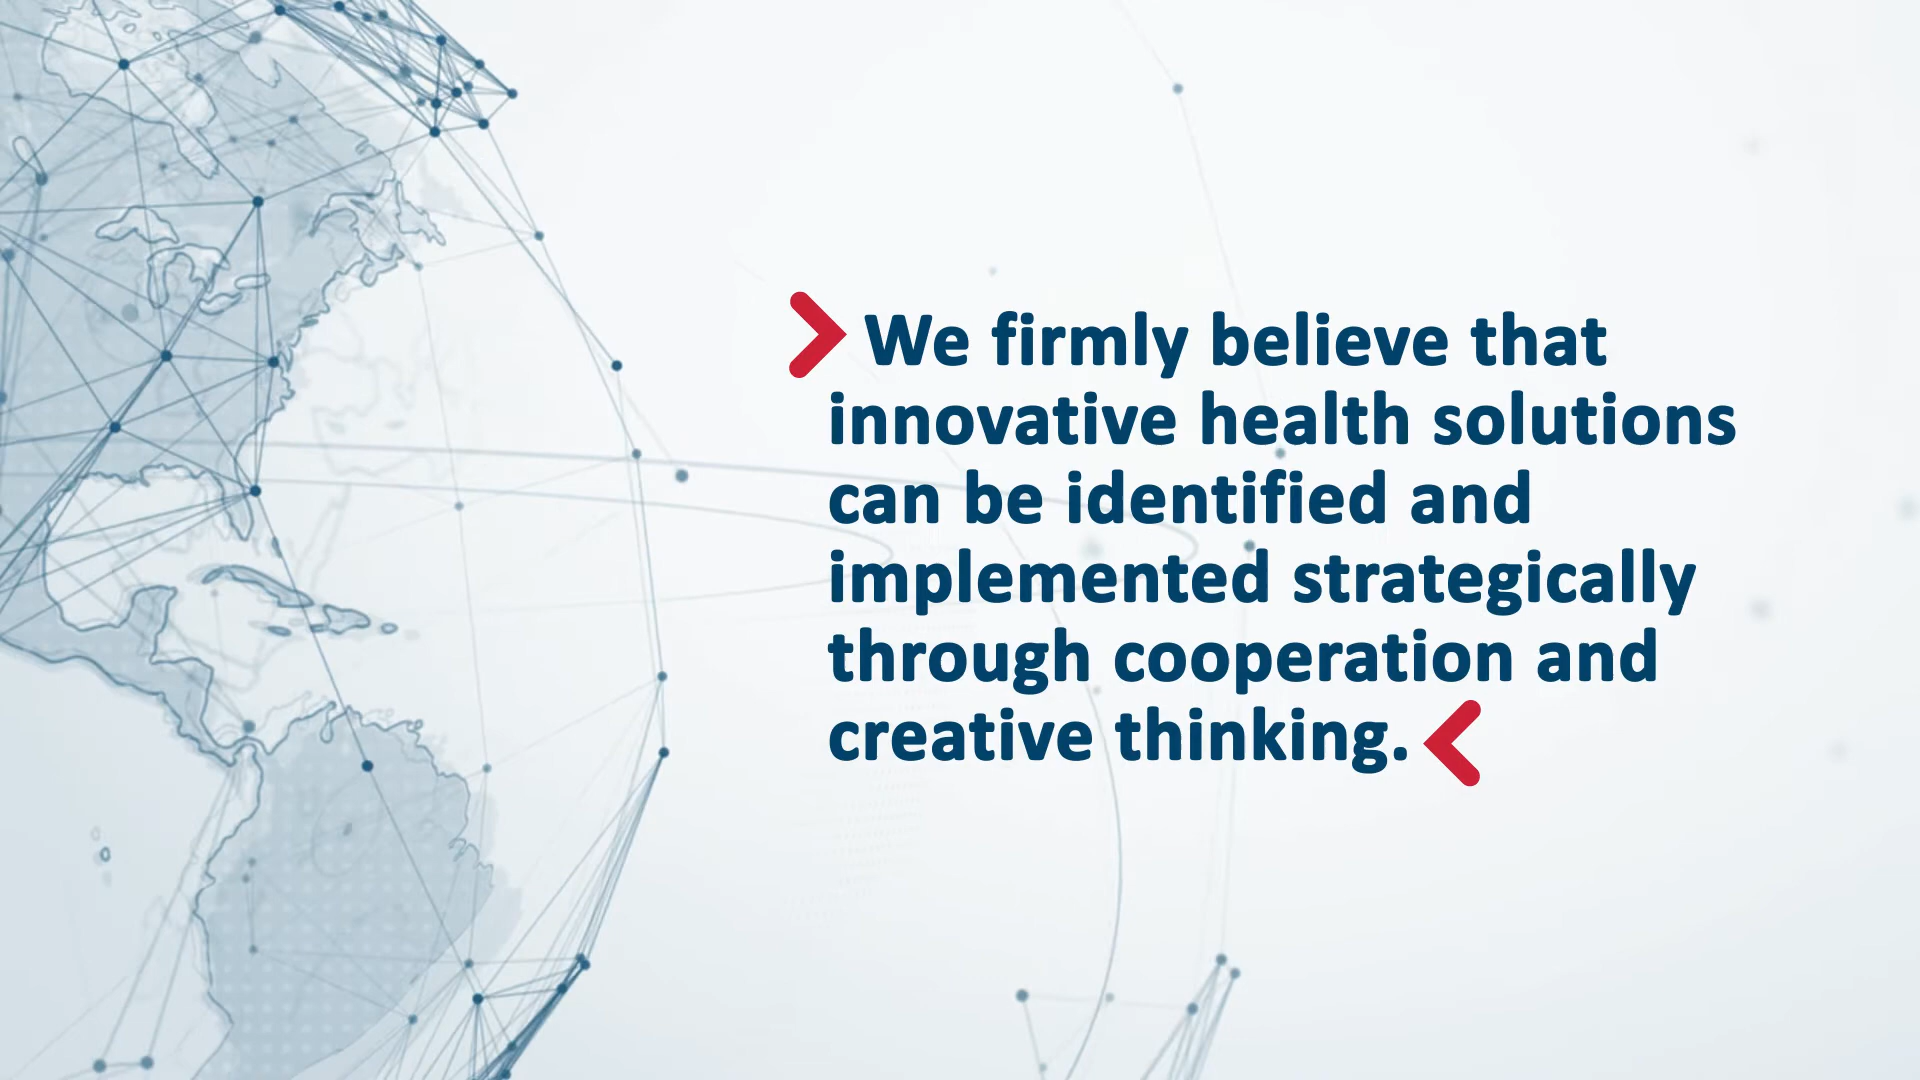 We firmly believe that
innovative health solutions
can be identified and
implemented strategically
through cooperation and
creative thinking.